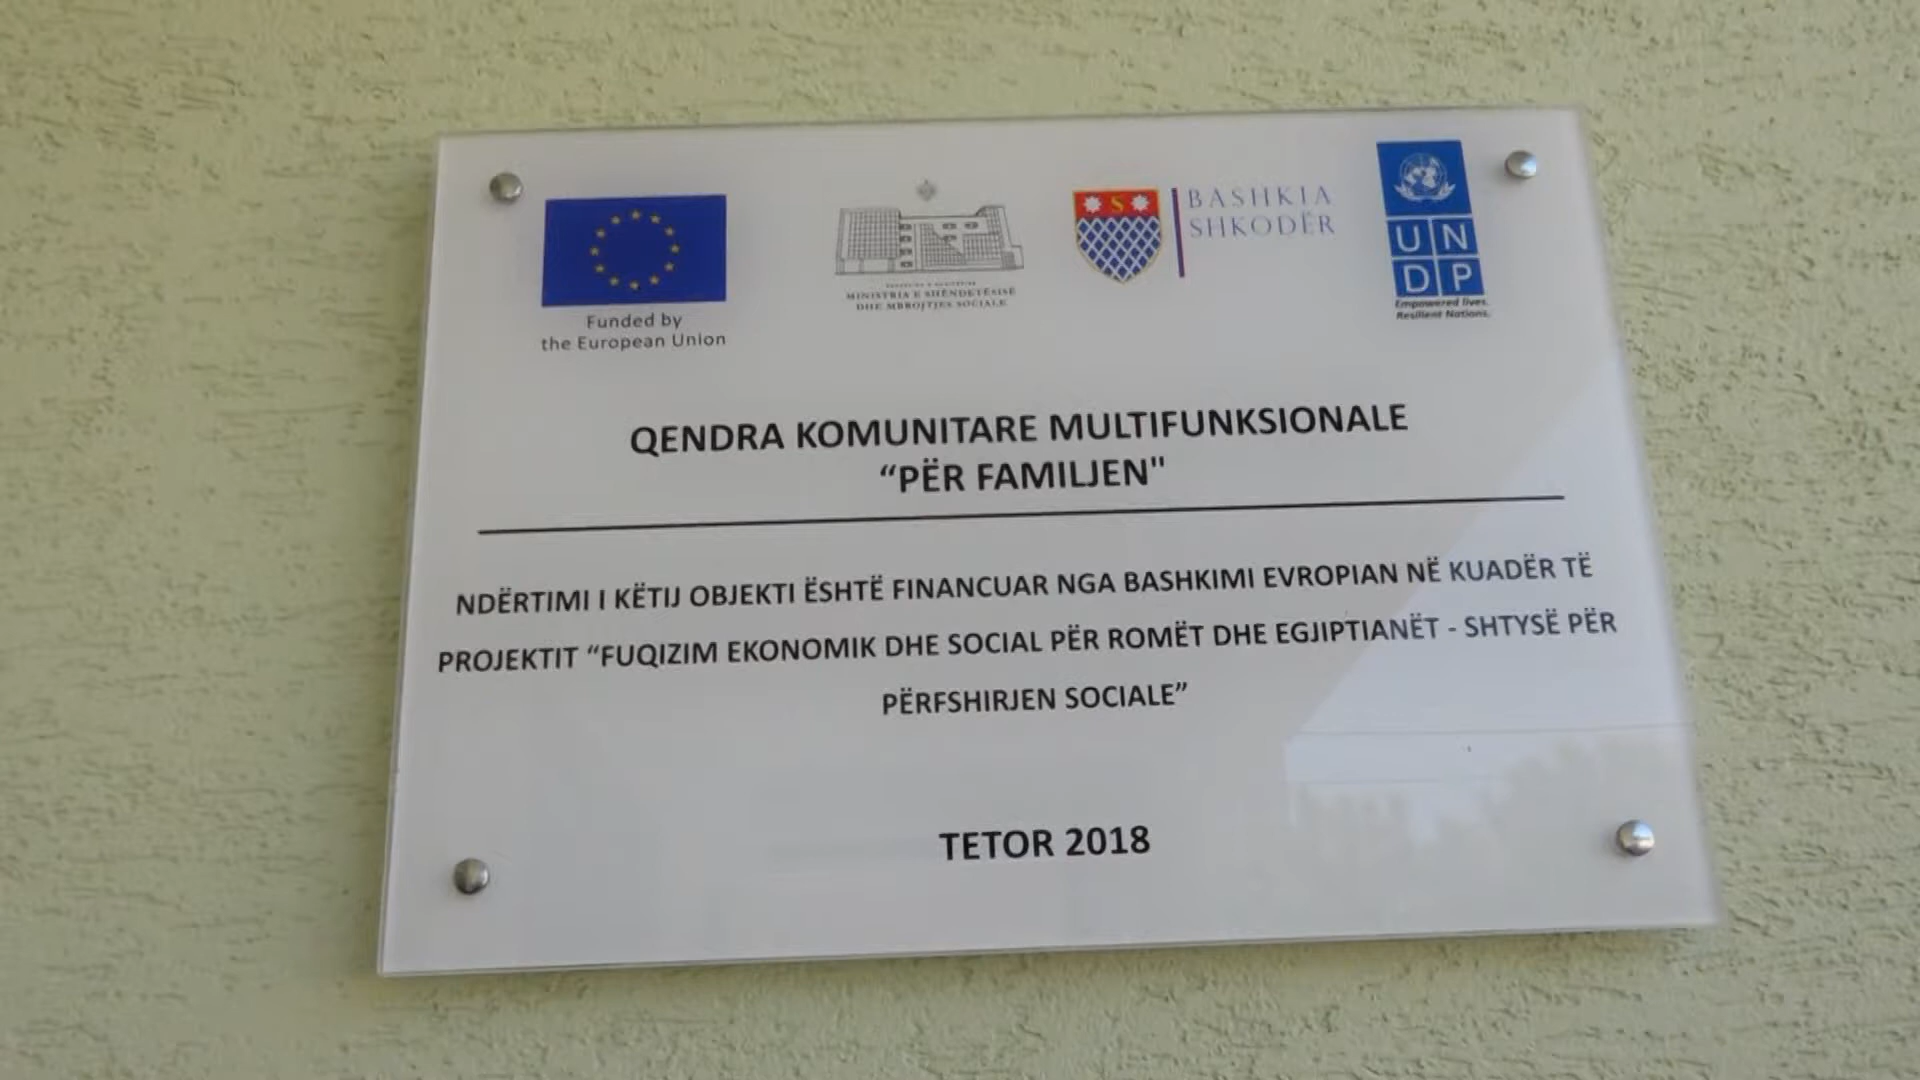 Funded by
the European Union
MINISTRIA E SHËNDETËSISË
DHE MBROJTJES SOCIALE
S
BASHKIA
SHKODËR
UN
DP
Empowered lives.
Resilient Nations.
QENDRA KOMUNITARE MULTIFUNKSIONALE
“PËR FAMILJEN"
NDËRTIMI I KËTIJ OBJEKTI ËSHTË FINANCUAR NGA BASHKIMI EVROPIAN NË KUADËR TË
PROJEKTIT “FUQIZIM EKONOMIK DHE SOCIAL PËR ROMËT DHE EGJIPTIANËT - SHTYSË PËR
PËRFSHIRJEN SOCIALE”
TETOR 2018